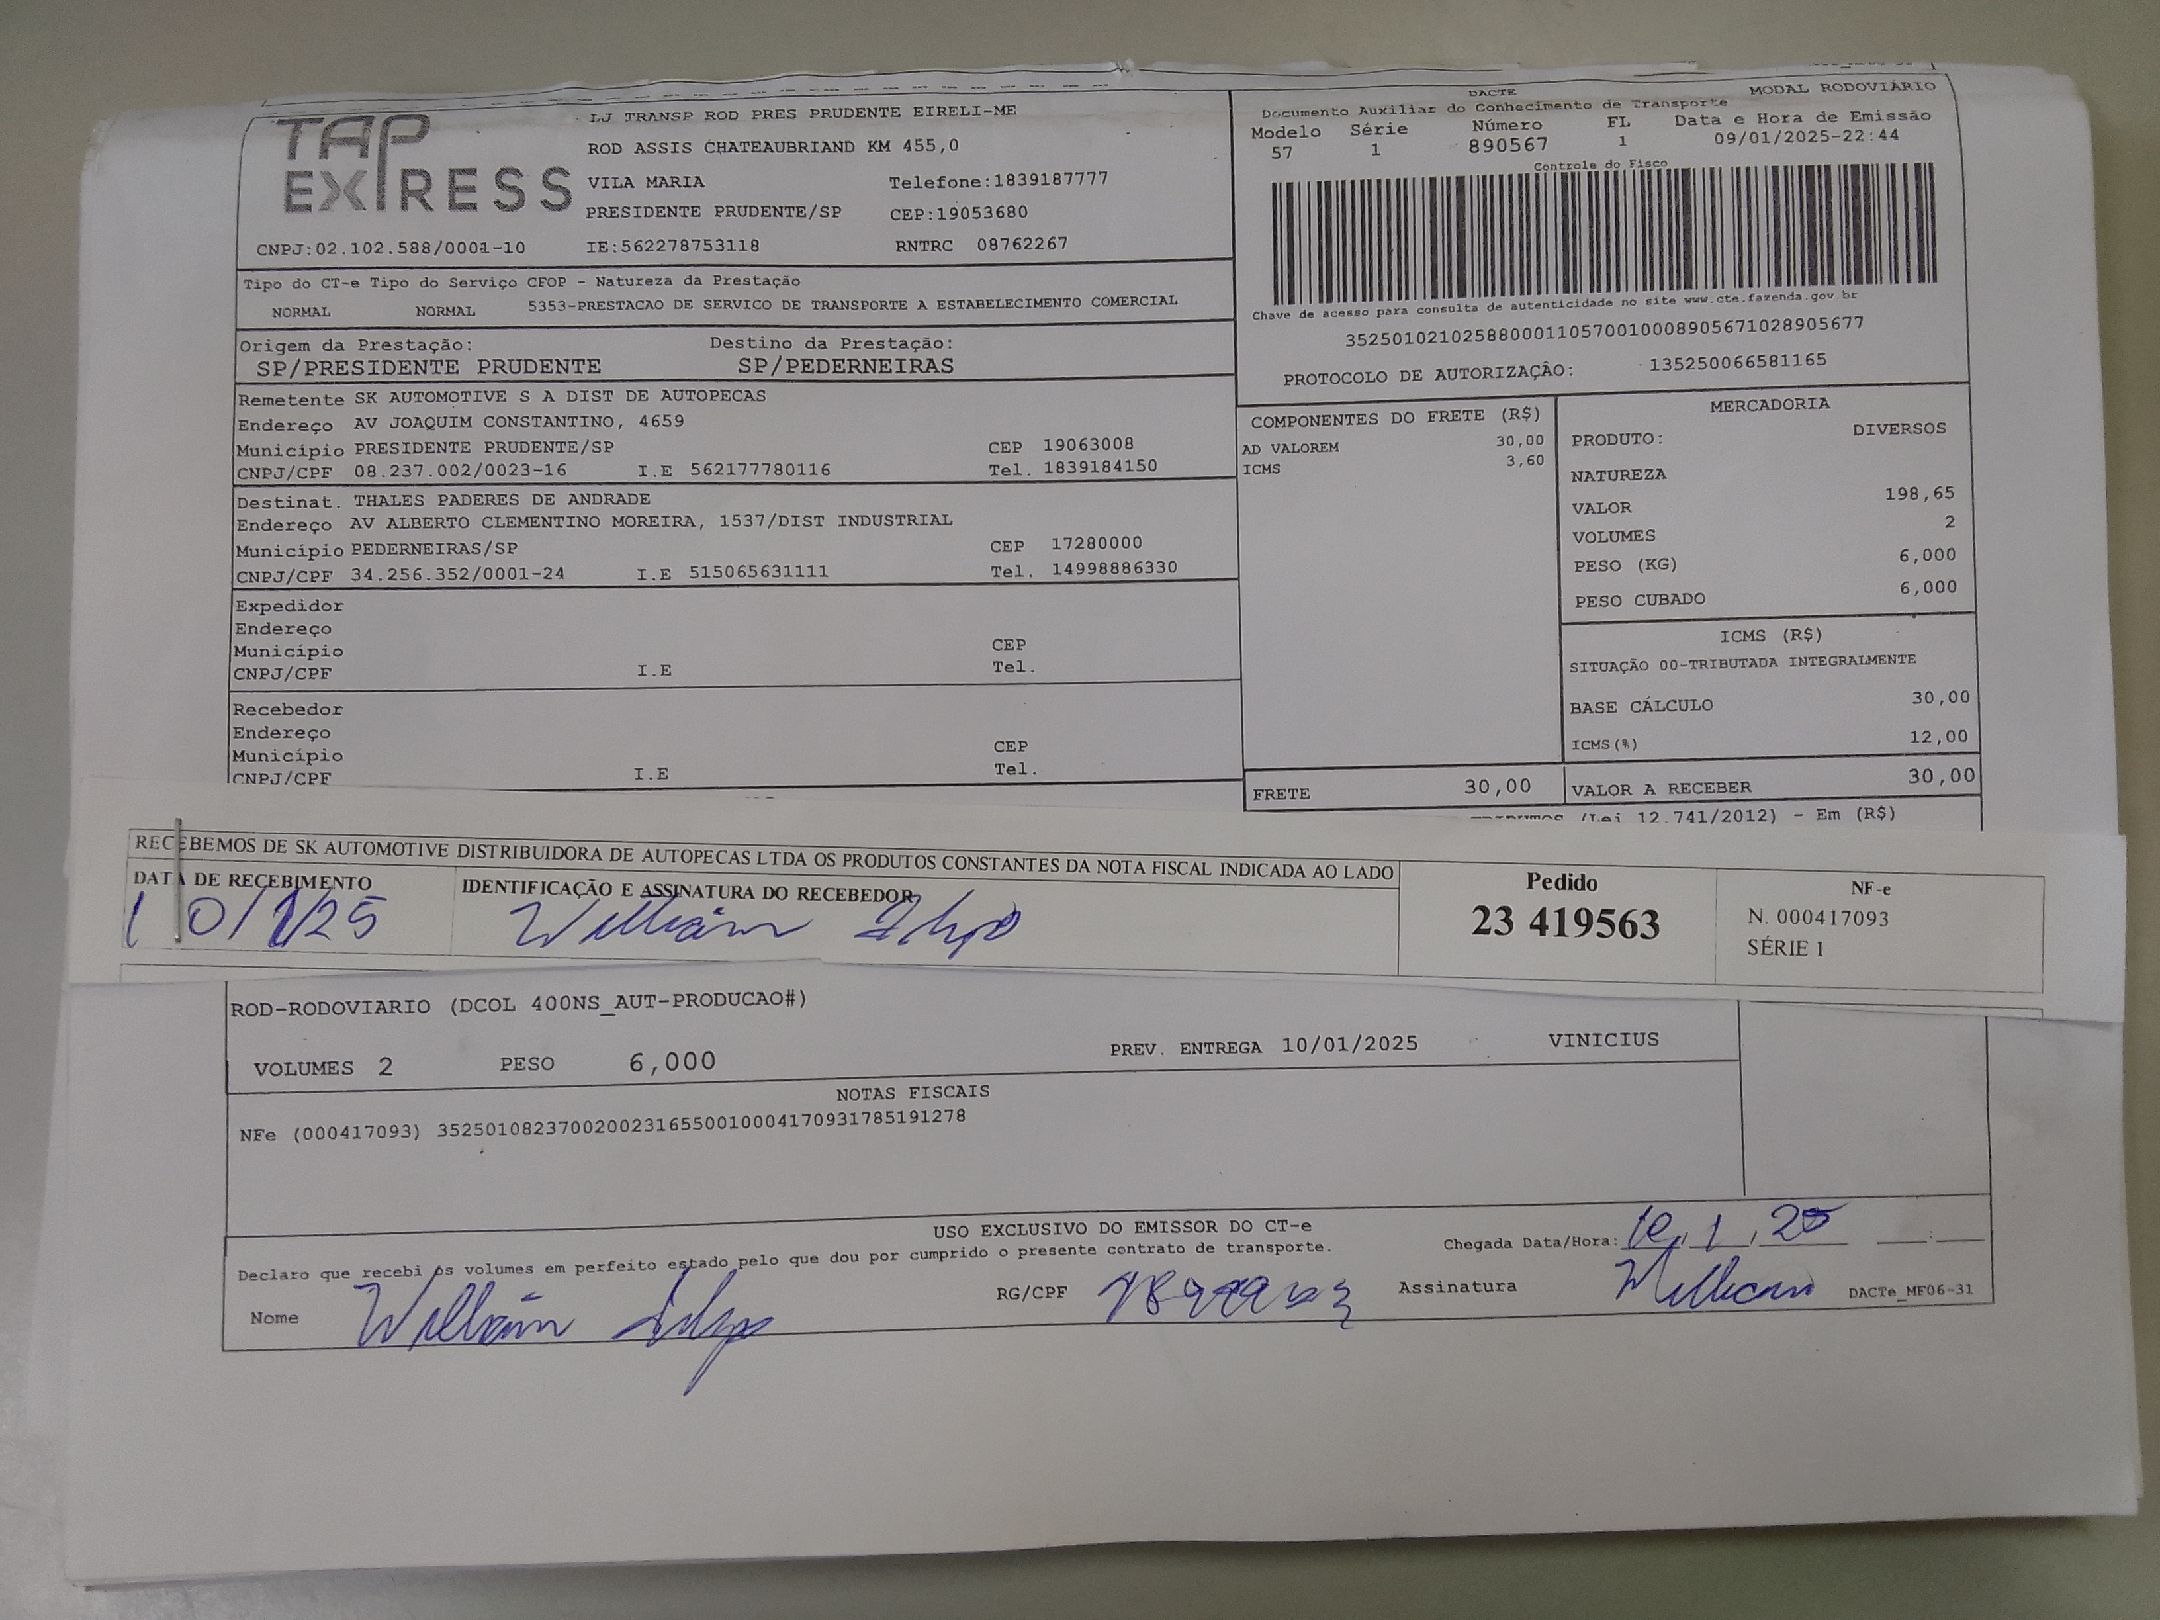 TAP
EXPRESS
LJ TRANSP ROD PRES PRUDENTE EIRELI-ME
ROD ASSIS CHATEAUBRIAND KM 455,0
VILA MARIA Telefone:1839187777
PRESIDENTE PRUDENTE/SP CEP:19053680
CNPJ:02.102.588/0001-10 IE:562278753118 RNTRC 08762267
DACTE MODAL RODOVIÁRIO
Documento Auxiliar do Conhecimento de Transporte
Modelo Série Número FL Data e Hora de Emissão
57 1 890567 1 09/01/2025-22:44
Controle do Fisco
Chave de acesso para consulta de autenticidade no site www.cte.fazenda.gov.br
35250102102588000110570010008905671028905677
PROTOCOLO DE AUTORIZAÇÃO: 135250066581165
Tipo do CT-e Tipo do Serviço CFOP - Natureza da Prestação
NORMAL NORMAL 5353-PRESTACAO DE SERVICO DE TRANSPORTE A ESTABELECIMENTO COMERCIAL
Origem da Prestação: Destino da Prestação:
SP/PRESIDENTE PRUDENTE SP/PEDERNEIRAS
Remetente SK AUTOMOTIVE S A DIST DE AUTOPECAS
Endereço AV JOAQUIM CONSTANTINO, 4659
Município PRESIDENTE PRUDENTE/SP CEP 19063008
CNPJ/CPF 08.237.002/0023-16 I.E 562177780116 Tel. 1839184150
Destinat. THALES PADERES DE ANDRADE
Endereço AV ALBERTO CLEMENTINO MOREIRA, 1537/DIST INDUSTRIAL
Município PEDERNEIRAS/SP CEP 17280000
CNPJ/CPF 34.256.352/0001-24 I.E 515065631111 Tel. 14998886330
Expedidor
Endereço
Município CEP
CNPJ/CPF I.E Tel.
Recebedor
Endereço
Município CEP
CNPJ/CPF I.E Tel.
COMPONENTES DO FRETE (R$)
AD VALOREM 30,00
ICMS 3,60
MERCADORIA
PRODUTO: DIVERSOS
NATUREZA
VALOR 198,65
VOLUMES 2
PESO (KG) 6,000
PESO CUBADO 6,000
ICMS (R$)
SITUAÇÃO 00-TRIBUTADA INTEGRALMENTE
BASE CÁLCULO 30,00
ICMS(%) 12,00
FRETE 30,00 VALOR A RECEBER 30,00
(Lei 12.741/2012) - Em (R$)
RECEBEMOS DE SK AUTOMOTIVE DISTRIBUIDORA DE AUTOPECAS LTDA OS PRODUTOS CONSTANTES DA NOTA FISCAL INDICADA AO LADO
DATA DE RECEBIMENTO IDENTIFICAÇÃO E ASSINATURA DO RECEBEDOR
10/1/25 Willian
Pedido
23 419563
NF-e
N. 000417093
SÉRIE 1
ROD-RODOVIARIO (DCOL 400NS_AUT-PRODUCAO#)
VOLUMES 2 PESO 6,000 PREV. ENTREGA 10/01/2025 VINICIUS
NOTAS FISCAIS
NFe (000417093) 35250108237002002316550010004170931785191278
USO EXCLUSIVO DO EMISSOR DO CT-e
Declaro que recebi os volumes em perfeito estado pelo que dou por cumprido o presente contrato de transporte.
Chegada Data/Hora: 10,1,25 :
Nome Willian RG/CPF Assinatura Willian DACTe_MF06-31